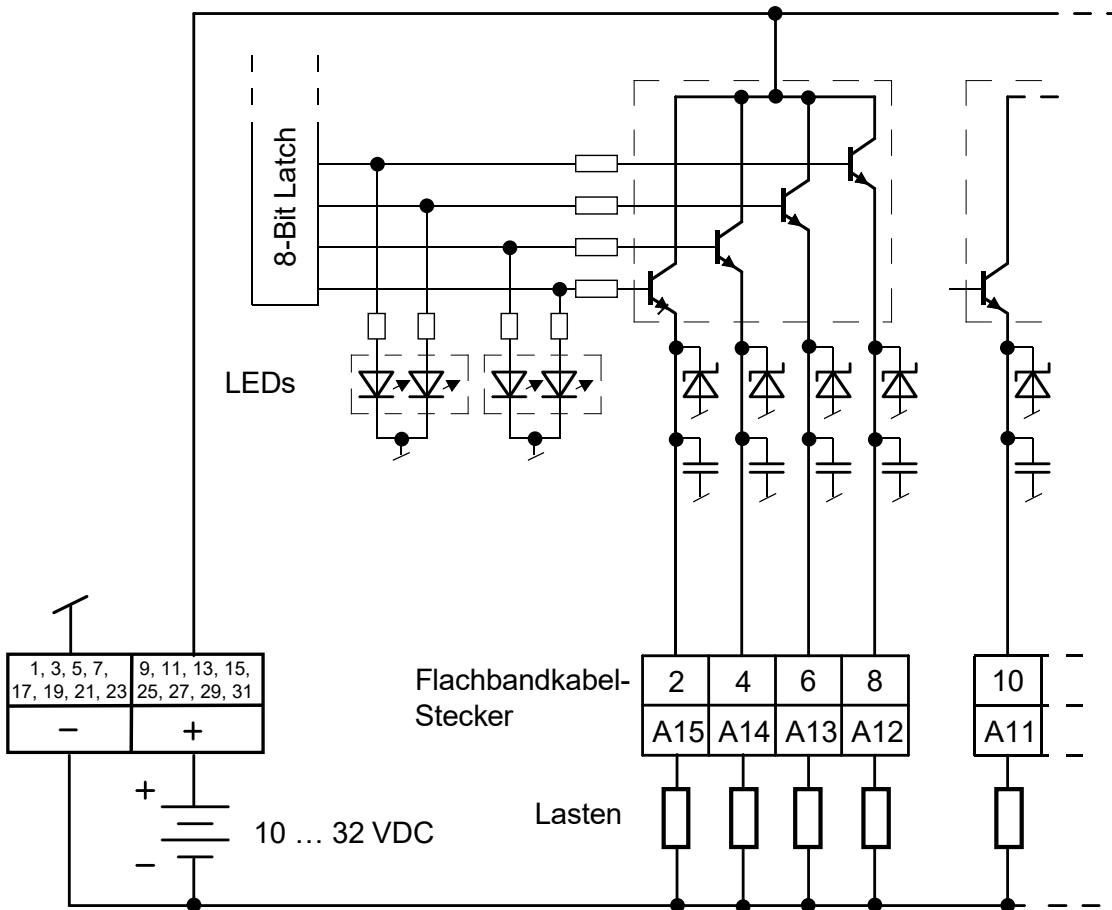 8-Bit Latch
LEDs
1, 3, 5, 7,
17, 19, 21, 23
9, 11, 13, 15,
25, 27, 29, 31
−
+
Flachbandkabel-
Stecker
2
4
6
8
10
A15
A14
A13
A12
A11
+
−
10 … 32 VDC
Lasten